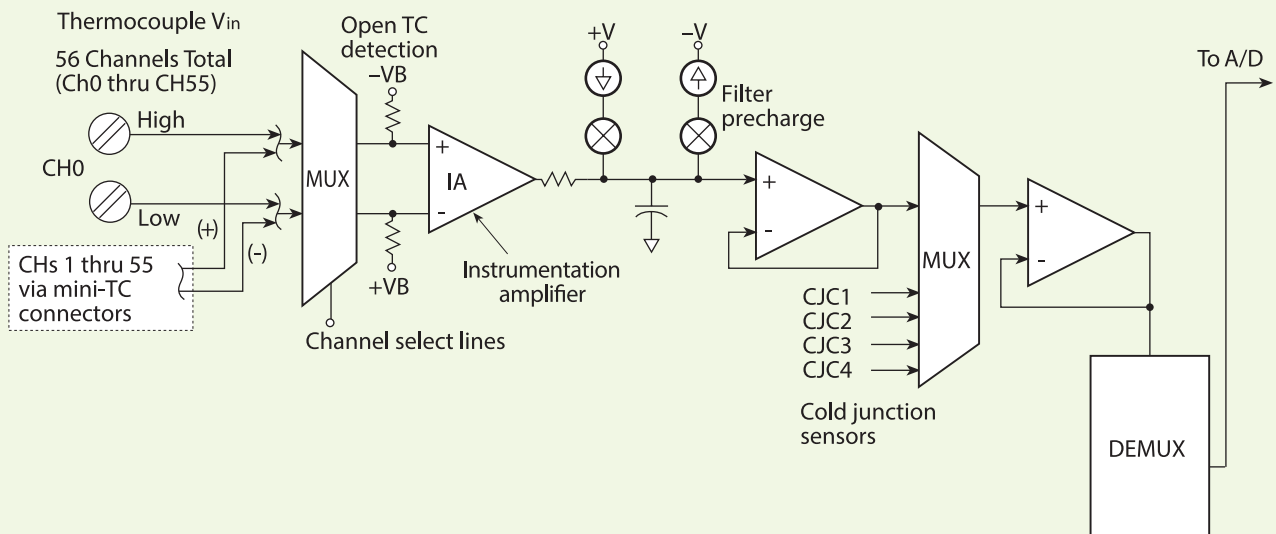 Thermocouple Vin
56 Channels Total
(Ch0 thru CH55)
High
CH0
Low
(+)
(-)
CHs 1 thru 55
via mini-TC
connectors
MUX
Channel select lines
Open TC
detection
−VB
+VB
+
IA
-
Instrumentation
amplifier
+V
−V
Filter
precharge
+
-
MUX
CJC1
CJC2
CJC3
CJC4
Cold junction
sensors
+
-
To A/D
DEMUX